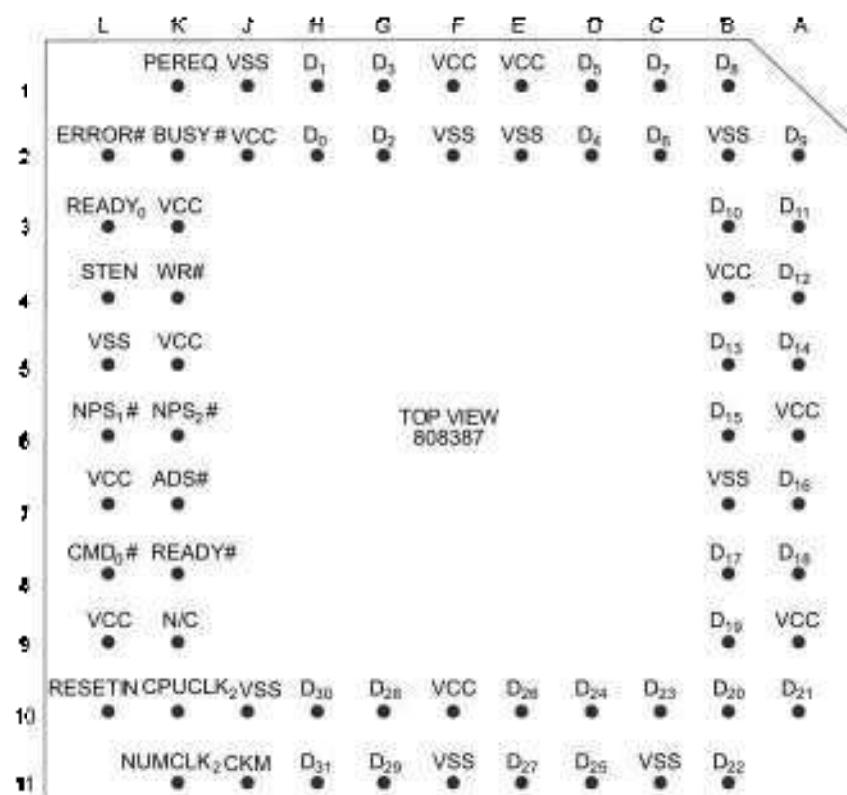 L K J H G F E D C B A
1 PEREQ VSS D₁ D₃ VCC VCC D₅ D₇ D₈
2 ERROR# BUSY# VCC D₀ D₂ VSS VSS D₄ D₆ VSS D₉
3 READY₀ VCC D₁₀ D₁₁
4 STEN WR# VCC D₁₂
5 VSS VCC D₁₃ D₁₄
6 NPS₁# NPS₂# D₁₅ VCC
TOP VIEW
808387
7 VCC ADS# VSS D₁₆
8 CMD₀# READY# D₁₇ D₁₈
9 VCC N/C D₁₉ VCC
10 RESETIN CPUCLK₂ VSS D₃₀ D₂₈ VCC D₂₆ D₂₄ D₂₃ D₂₀ D₂₁
11 NUMCLK₂ CKM D₃₁ D₂₉ VSS D₂₇ D₂₅ VSS D₂₂